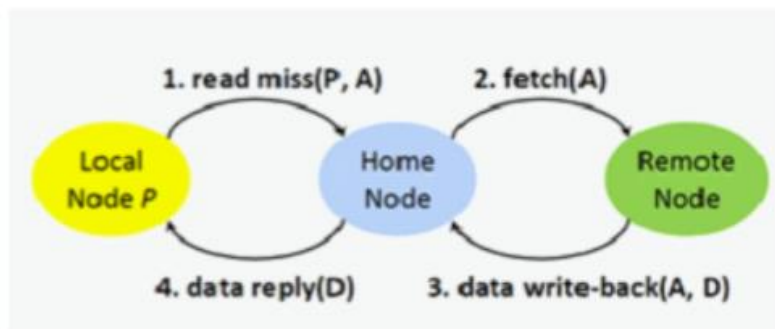 1. read miss(P, A)
2. fetch(A)
Local
Node P
Home
Node
Remote
Node
4. data reply(D)
3. data write-back(A, D)